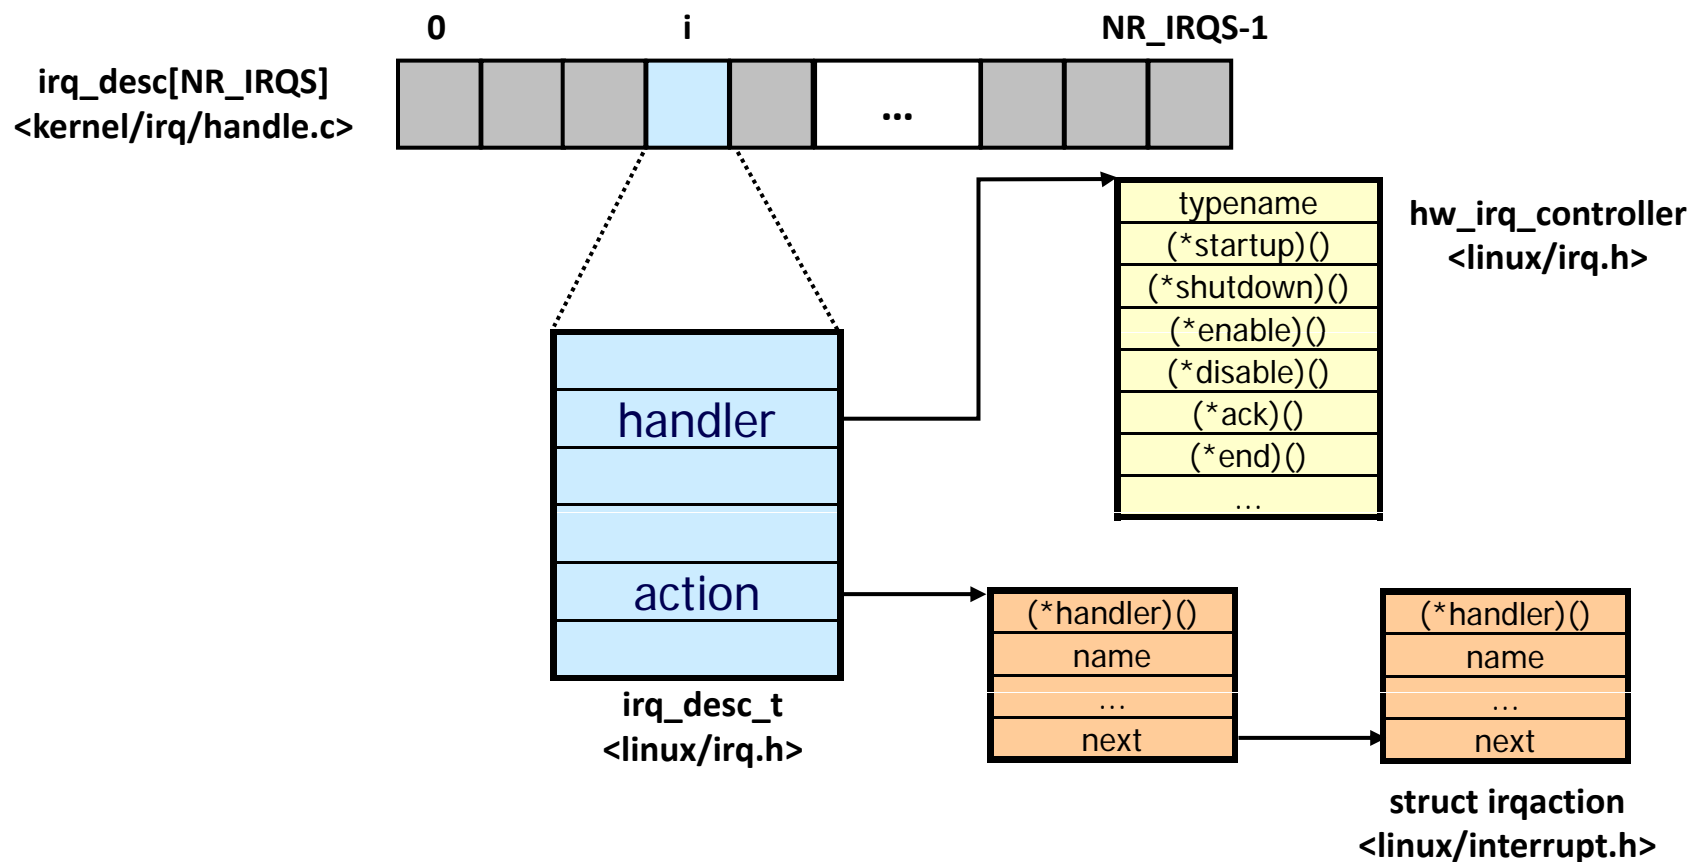 0
i
NR_IRQS-1
irq_desc[NR_IRQS]
<kernel/irq/handle.c>
...
typename
(*startup)()
(*shutdown)()
(*enable)()
(*disable)()
(*ack)()
(*end)()
...
hw_irq_controller
<linux/irq.h>
handler
action
irq_desc_t
<linux/irq.h>
(*handler)()
name
...
next
(*handler)()
name
...
next
struct irqaction
<linux/interrupt.h>